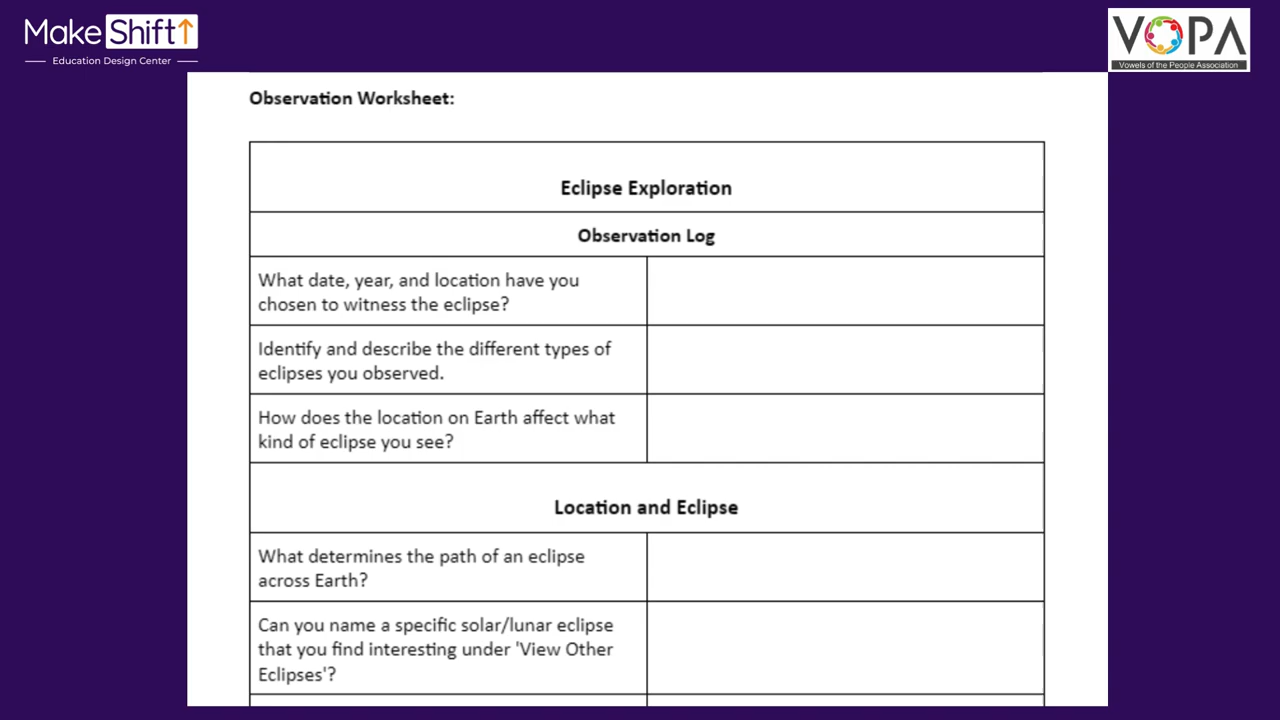 Make Shift
Education Design Center
VOPA
Vowels of the People Association
Observation Worksheet:
Eclipse Exploration
Observation Log
What date, year, and location have you
chosen to witness the eclipse?
Identify and describe the different types of
eclipses you observed.
How does the location on Earth affect what
kind of eclipse you see?
Location and Eclipse
What determines the path of an eclipse
across Earth?
Can you name a specific solar/lunar eclipse
that you find interesting under 'View Other
Eclipses'?